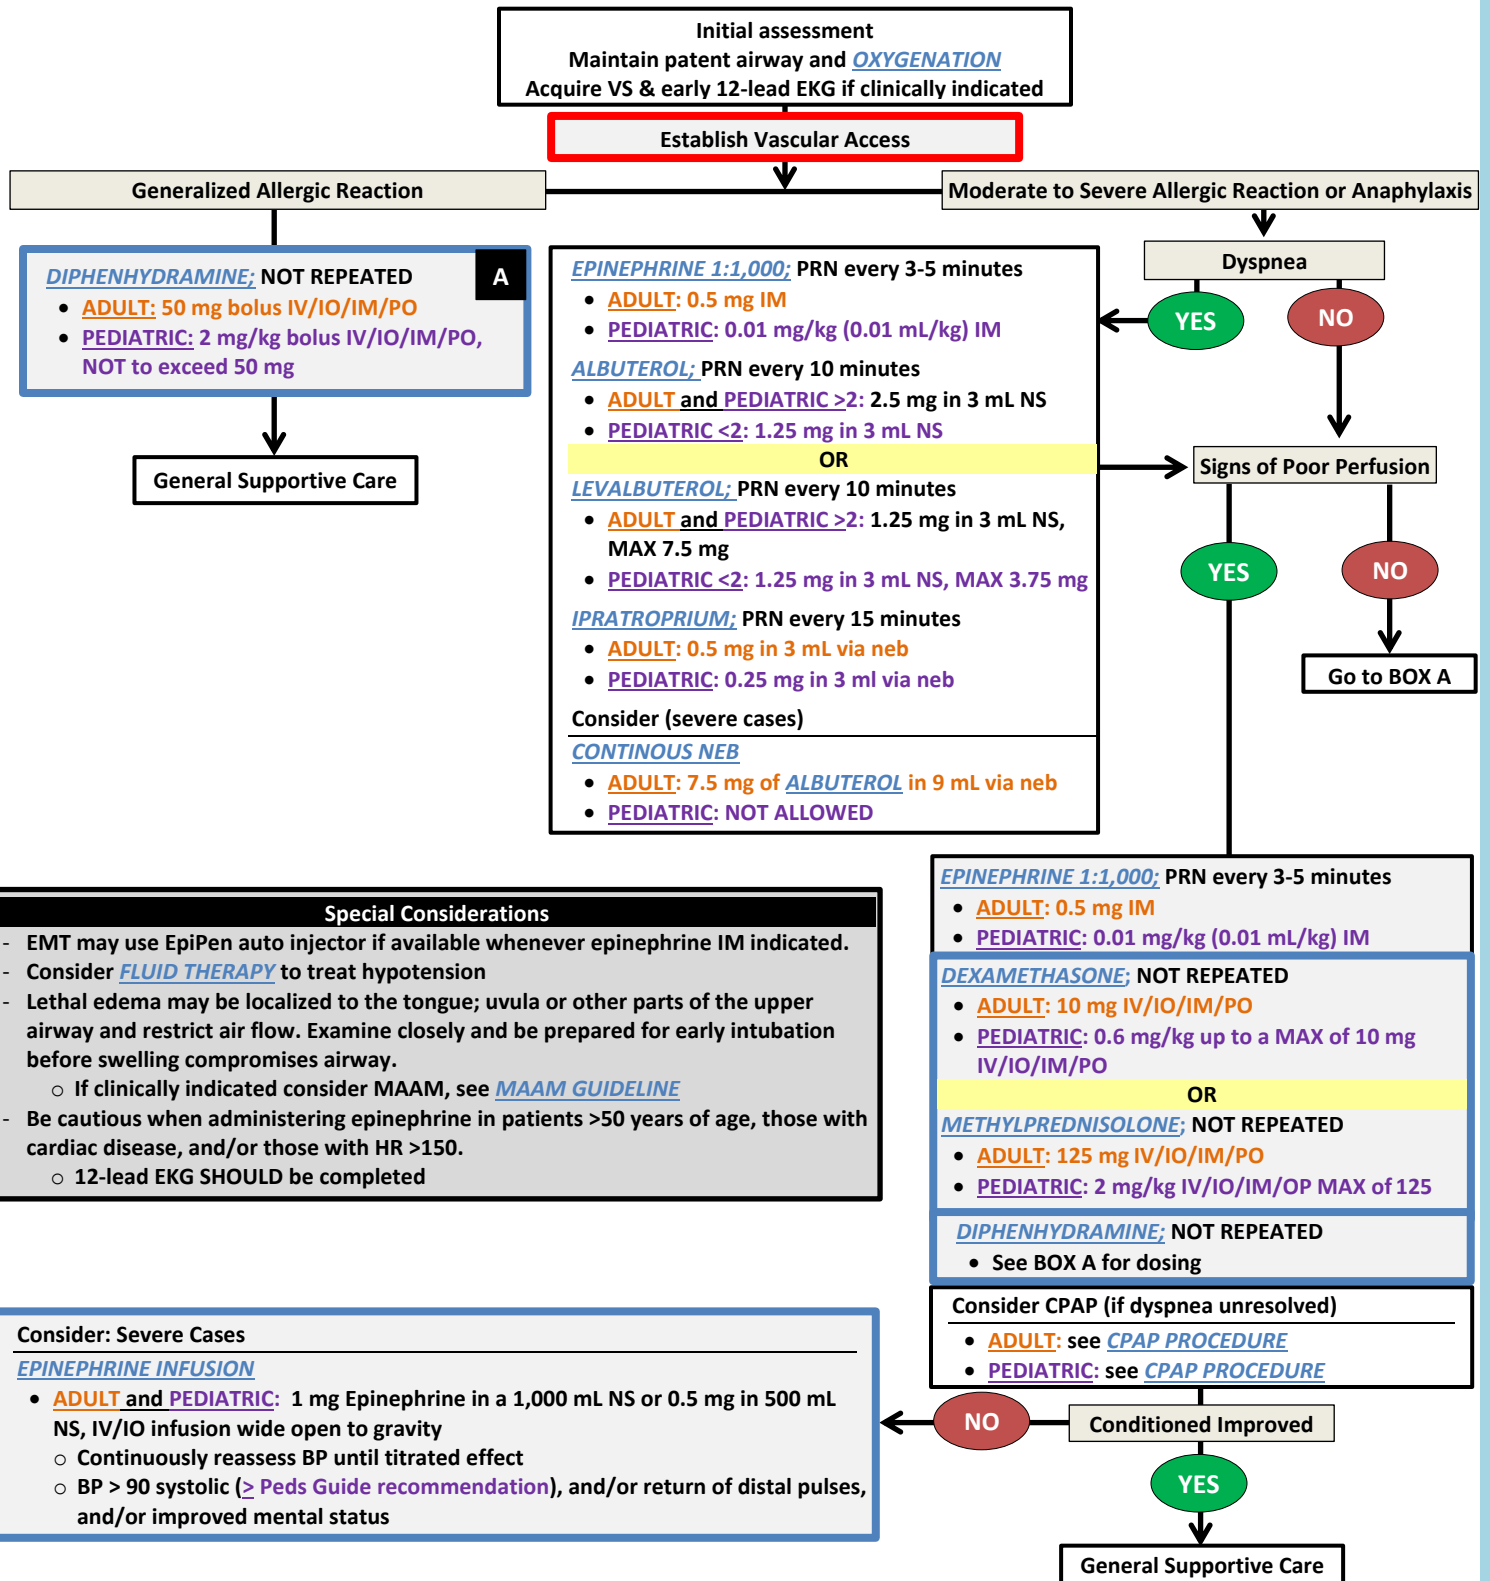 Initial assessment
Maintain patent airway and OXYGENATION
Acquire VS & early 12-lead EKG if clinically indicated
Establish Vascular Access
Generalized Allergic Reaction
Moderate to Severe Allergic Reaction or Anaphylaxis
DIPHENHYDRAMINE; NOT REPEATED
A
• ADULT: 50 mg bolus IV/IO/IM/PO
• PEDIATRIC: 2 mg/kg bolus IV/IO/IM/PO,
NOT to exceed 50 mg
General Supportive Care
Dyspnea
YES
NO
EPINEPHRINE 1:1,000; PRN every 3-5 minutes
• ADULT: 0.5 mg IM
• PEDIATRIC: 0.01 mg/kg (0.01 mL/kg) IM
ALBUTEROL; PRN every 10 minutes
• ADULT and PEDIATRIC >2: 2.5 mg in 3 mL NS
• PEDIATRIC <2: 1.25 mg in 3 mL NS
OR
LEVALBUTEROL; PRN every 10 minutes
• ADULT and PEDIATRIC >2: 1.25 mg in 3 mL NS,
MAX 7.5 mg
• PEDIATRIC <2: 1.25 mg in 3 mL NS, MAX 3.75 mg
IPRATROPRIUM; PRN every 15 minutes
• ADULT: 0.5 mg in 3 mL via neb
• PEDIATRIC: 0.25 mg in 3 ml via neb
Consider (severe cases)
CONTINOUS NEB
• ADULT: 7.5 mg of ALBUTEROL in 9 mL via neb
• PEDIATRIC: NOT ALLOWED
Signs of Poor Perfusion
YES
NO
Go to BOX A
EPINEPHRINE 1:1,000; PRN every 3-5 minutes
• ADULT: 0.5 mg IM
• PEDIATRIC: 0.01 mg/kg (0.01 mL/kg) IM
DEXAMETHASONE; NOT REPEATED
• ADULT: 10 mg IV/IO/IM/PO
• PEDIATRIC: 0.6 mg/kg up to a MAX of 10 mg
IV/IO/IM/PO
OR
METHYLPREDNISOLONE; NOT REPEATED
• ADULT: 125 mg IV/IO/IM/PO
• PEDIATRIC: 2 mg/kg IV/IO/IM/OP MAX of 125
DIPHENHYDRAMINE; NOT REPEATED
• See BOX A for dosing
Consider CPAP (if dyspnea unresolved)
• ADULT: see CPAP PROCEDURE
• PEDIATRIC: see CPAP PROCEDURE
Conditioned Improved
NO
YES
General Supportive Care
Special Considerations
- EMT may use EpiPen auto injector if available whenever epinephrine IM indicated.
- Consider FLUID THERAPY to treat hypotension
- Lethal edema may be localized to the tongue; uvula or other parts of the upper
airway and restrict air flow. Examine closely and be prepared for early intubation
before swelling compromises airway.
o If clinically indicated consider MAAM, see MAAM GUIDELINE
- Be cautious when administering epinephrine in patients >50 years of age, those with
cardiac disease, and/or those with HR >150.
o 12-lead EKG SHOULD be completed
Consider: Severe Cases
EPINEPHRINE INFUSION
• ADULT and PEDIATRIC: 1 mg Epinephrine in a 1,000 mL NS or 0.5 mg in 500 mL
NS, IV/IO infusion wide open to gravity
o Continuously reassess BP until titrated effect
o BP > 90 systolic (> Peds Guide recommendation), and/or return of distal pulses,
and/or improved mental status